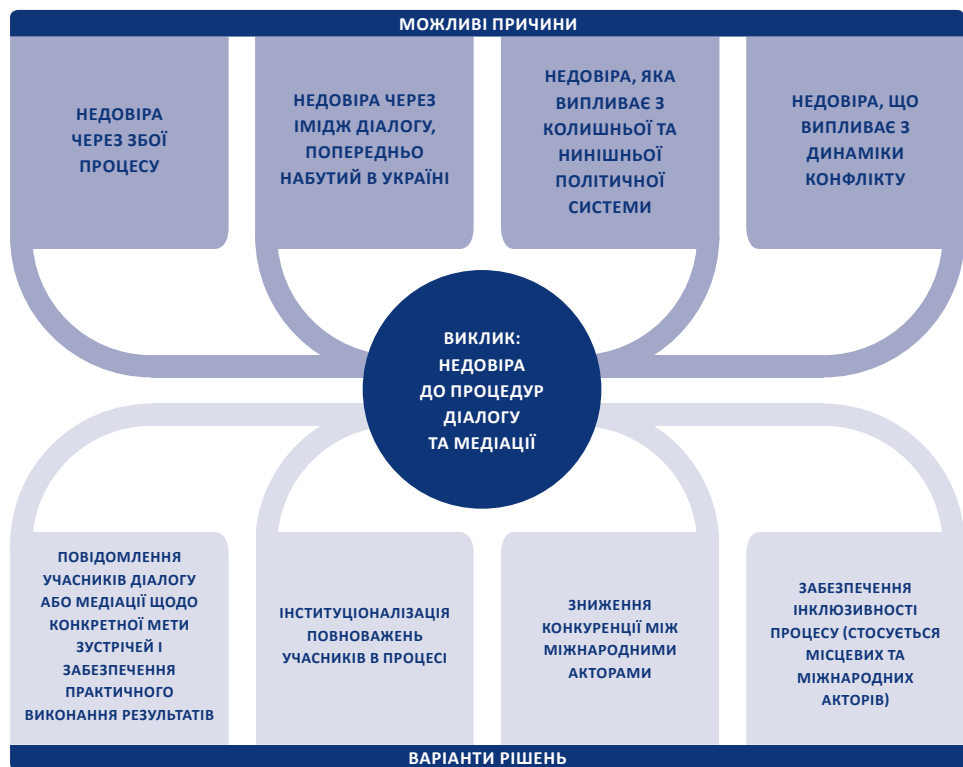 МОЖЛИВІ ПРИЧИНИ
НЕДОВІРА
ЧЕРЕЗ ЗБОЇ
ПРОЦЕСУ
НЕДОВІРА ЧЕРЕЗ
ІМІДЖ ДІАЛОГУ,
ПОПЕРЕДНЬО
НАБУТИЙ В УКРАЇНІ
НЕДОВІРА, ЯКА
ВИПЛИВАЄ З
КОЛИШНЬОЇ ТА
НИНІШНЬОЇ
ПОЛІТИЧНОЇ
СИСТЕМИ
НЕДОВІРА, ЩО
ВИПЛИВАЄ З
ДИНАМІКИ
КОНФЛІКТУ
ВИКЛИК:
НЕДОВІРА
ДО ПРОЦЕДУР
ДІАЛОГУ
ТА МЕДІАЦІЇ
ПОВІДОМЛЕННЯ
УЧАСНИКІВ ДІАЛОГУ
АБО МЕДІАЦІЇ ЩОДО
КОНКРЕТНОЇ МЕТИ
ЗУСТРІЧЕЙ І
ЗАБЕЗПЕЧЕННЯ
ПРАКТИЧНОГО
ВИКОНАННЯ РЕЗУЛЬТАТІВ
ІНСТИТУЦІОНАЛІЗАЦІЯ
ПОВНОВАЖЕНЬ
УЧАСНИКІВ В ПРОЦЕСІ
ЗНИЖЕННЯ
КОНКУРЕНЦІЇ МІЖ
МІЖНАРОДНИМИ
АКТОРАМИ
ЗАБЕЗПЕЧЕННЯ
ІНКЛЮЗИВНОСТІ
ПРОЦЕСУ (СТОСУЄТЬСЯ
МІСЦЕВИХ ТА
МІЖНАРОДНИХ
АКТОРІВ)
ВАРІАНТИ РІШЕНЬ